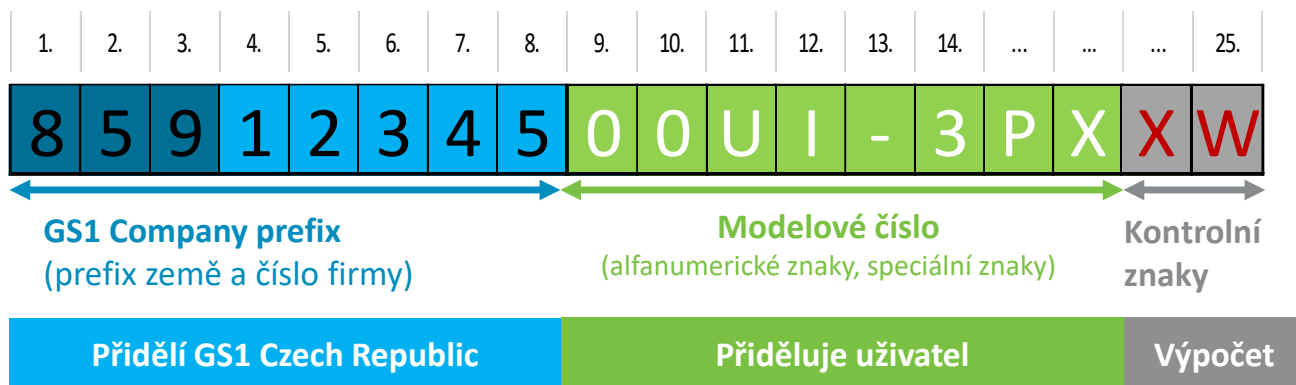 1. 2. 3. 4. 5. 6. 7. 8. 9. 10. 11. 12. 13. 14. ... ... ... 25.
8 5 9 1 2 3 4 5 0 0 U I - 3 P X X W
GS1 Company prefix
(prefix země a číslo firmy)
Modelové číslo
(alfanumerické znaky, speciální znaky)
Kontrolní
znaky
Přidělí GS1 Czech Republic
Přiděluje uživatel
Výpočet